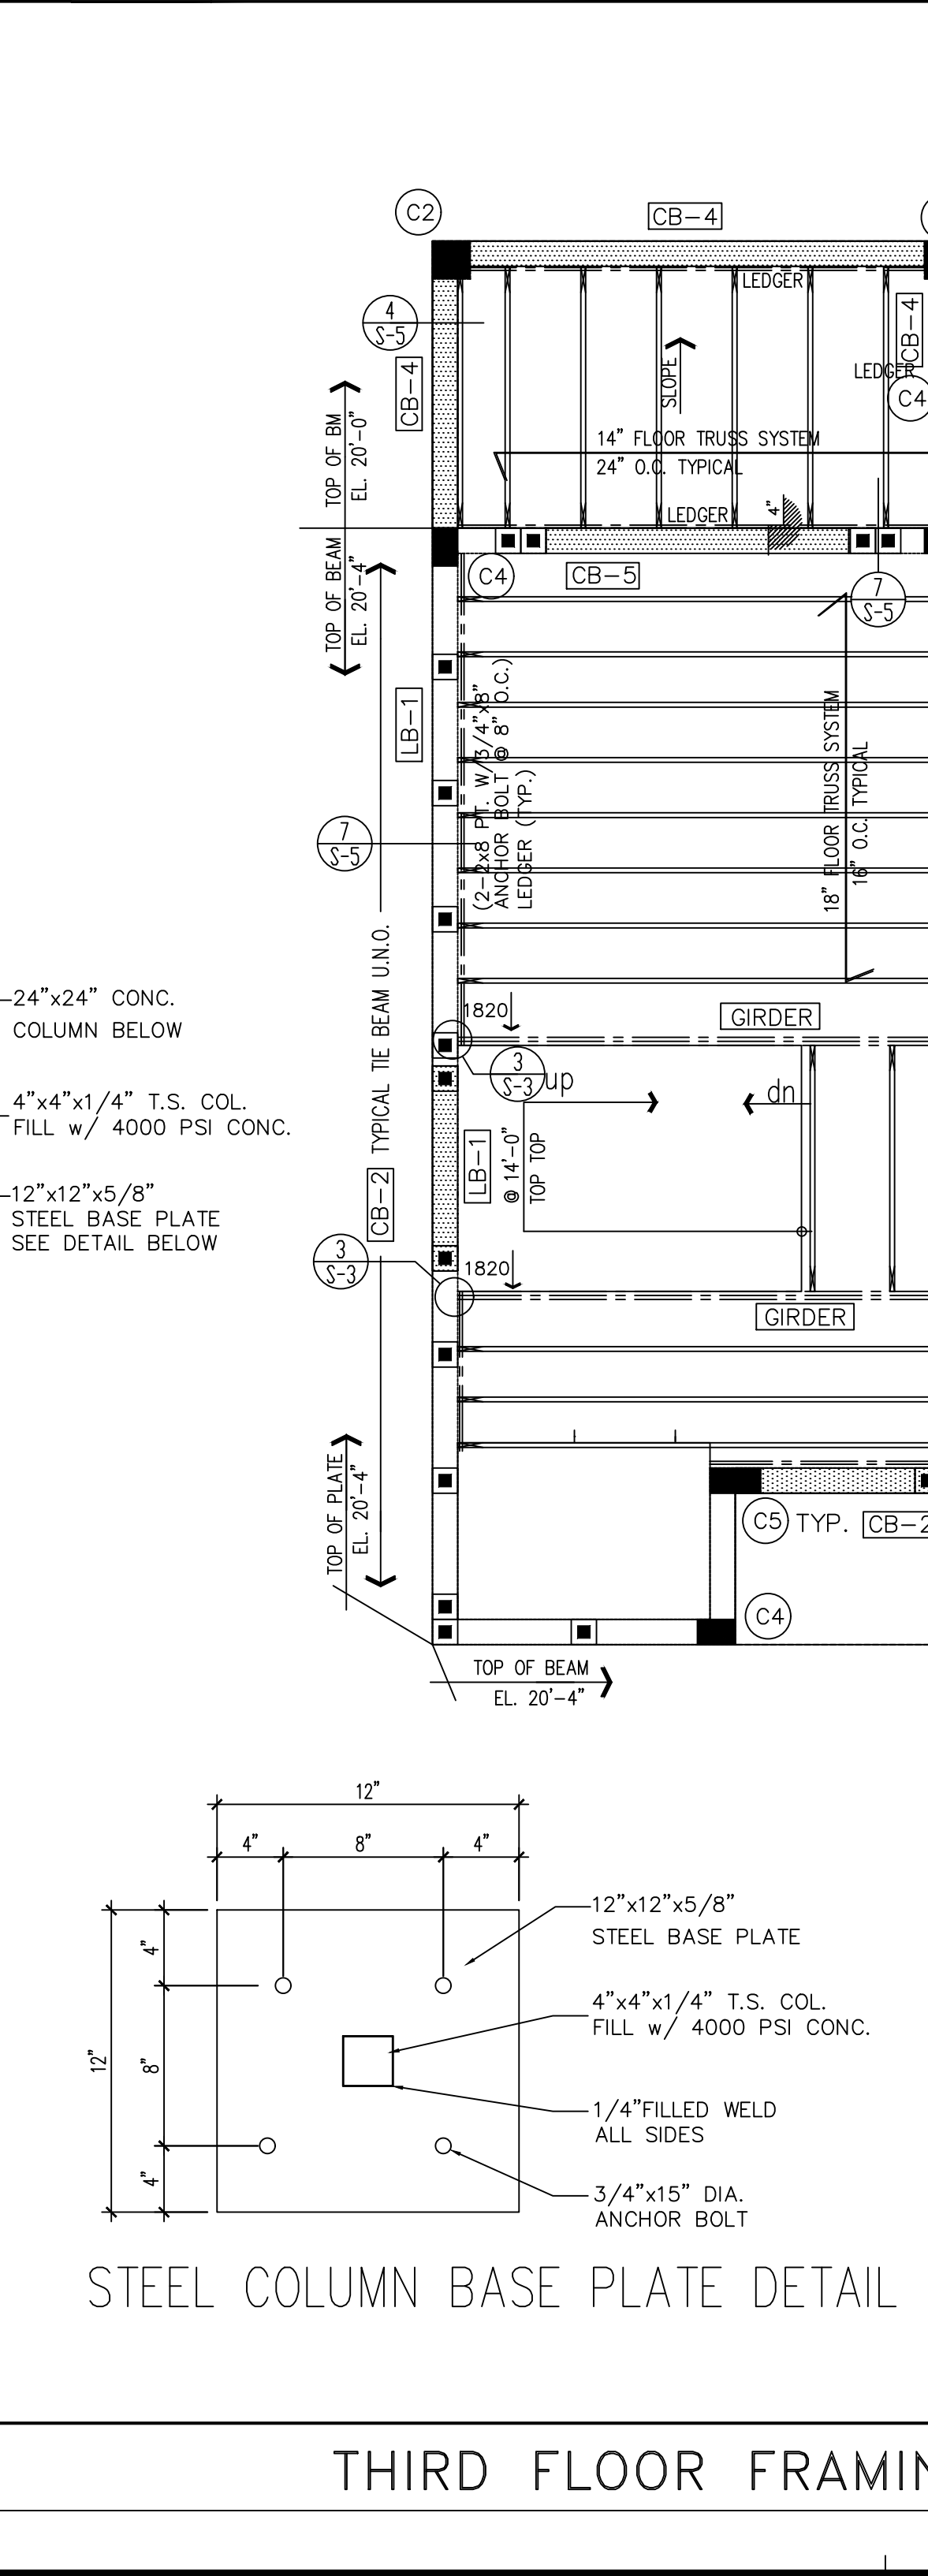 C2
CB-4
LEDGER
4
S-5
CB-4
CB-4
LEDGER
C4
SLOPE
TOP OF BM
EL. 20'-0"
14" FLOOR TRUSS SYSTEM
24" O.C. TYPICAL
LEDGER
4"
TOP OF BEAM
EL. 20'-4"
C4
CB-5
7
S-5
LB-1
(2-2x8 P.T. W/3/4"x8"
ANCHOR BOLT @ 8" O.C.)
LEDGER (TYP.)
18" FLOOR TRUSS SYSTEM
16" O.C. TYPICAL
7
S-5
CB-2 TYPICAL TIE BEAM U.N.O.
24"x24" CONC.
COLUMN BELOW
1820
GIRDER
3
S-3
up
dn
4"x4"x1/4" T.S. COL.
FILL w/ 4000 PSI CONC.
LB-1
@ 14'-0"
TOP TOP
12"x12"x5/8"
STEEL BASE PLATE
SEE DETAIL BELOW
3
S-3
1820
GIRDER
TOP OF PLATE
EL. 20'-4"
C5 TYP. CB-2
C4
TOP OF BEAM
EL. 20'-4"
12"
4" 8" 4"
12"x12"x5/8"
STEEL BASE PLATE
4"
12"
8"
4"
4"x4"x1/4" T.S. COL.
FILL w/ 4000 PSI CONC.
1/4"FILLED WELD
ALL SIDES
3/4"x15" DIA.
ANCHOR BOLT
STEEL COLUMN BASE PLATE DETAIL
THIRD FLOOR FRAMIN